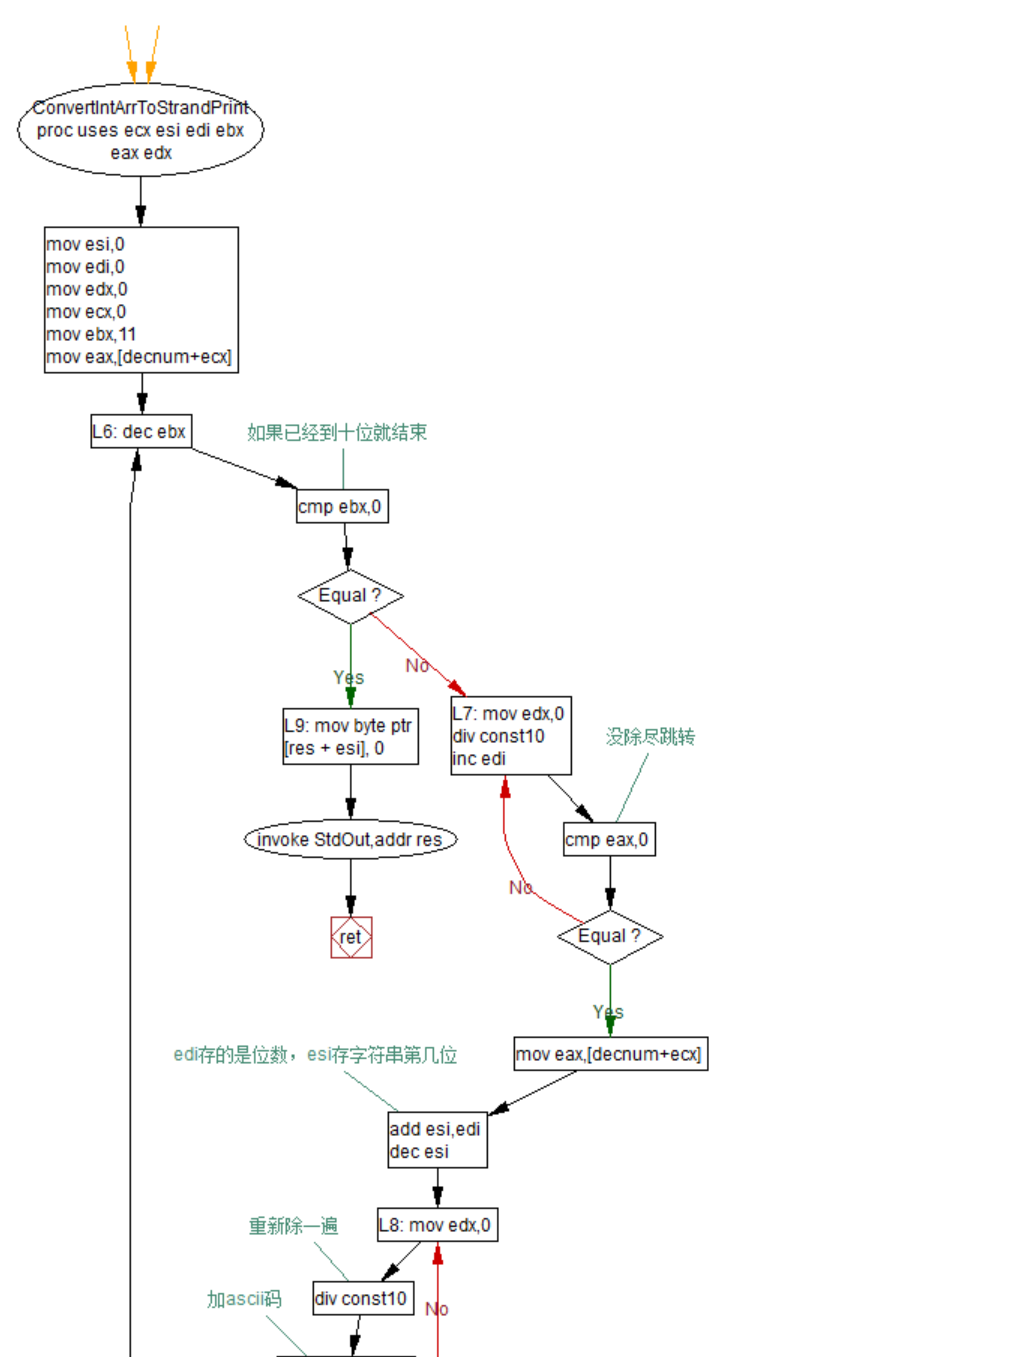 ConvertIntArrToStrandPrint
proc uses ecx esi edi ebx
eax edx
mov esi,0
mov edi,0
mov edx,0
mov ecx,0
mov ebx,11
mov eax,[decnum+ecx]
L6: dec ebx
如果已经到十位就结束
cmp ebx,0
Equal ?
No
Yes
L9: mov byte ptr
[res + esi], 0
L7: mov edx,0
div const10
inc edi
没除尽跳转
invoke StdOut,addr res
cmp eax,0
No
ret
Equal ?
Yes
mov eax,[decnum+ecx]
edi存的是位数，esi存字符串第几位
add esi,edi
dec esi
L8: mov edx,0
重新除一遍
div const10
加ascii码
No